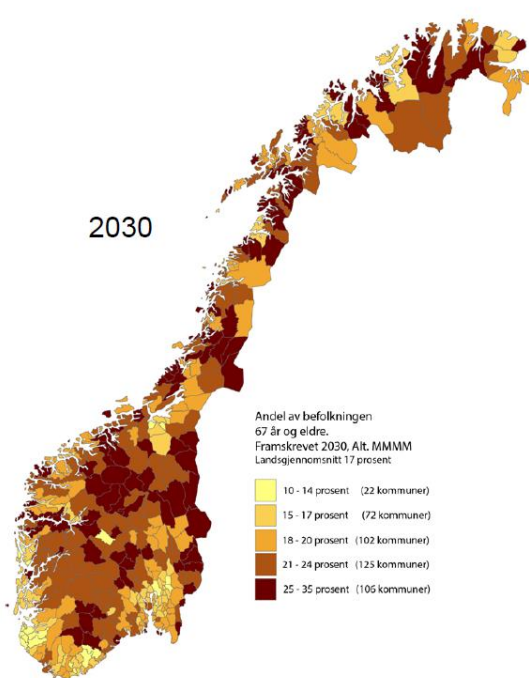 2030
Andel av befolkningen
67 år og eldre.
Framskrevet 2030, Alt. MMMM
Landsgjennomsnitt 17 prosent
10 - 14 prosent (22 kommuner)
15 - 17 prosent (72 kommuner)
18 - 20 prosent (102 kommuner)
21 - 24 prosent (125 kommuner)
25 - 35 prosent (106 kommuner)